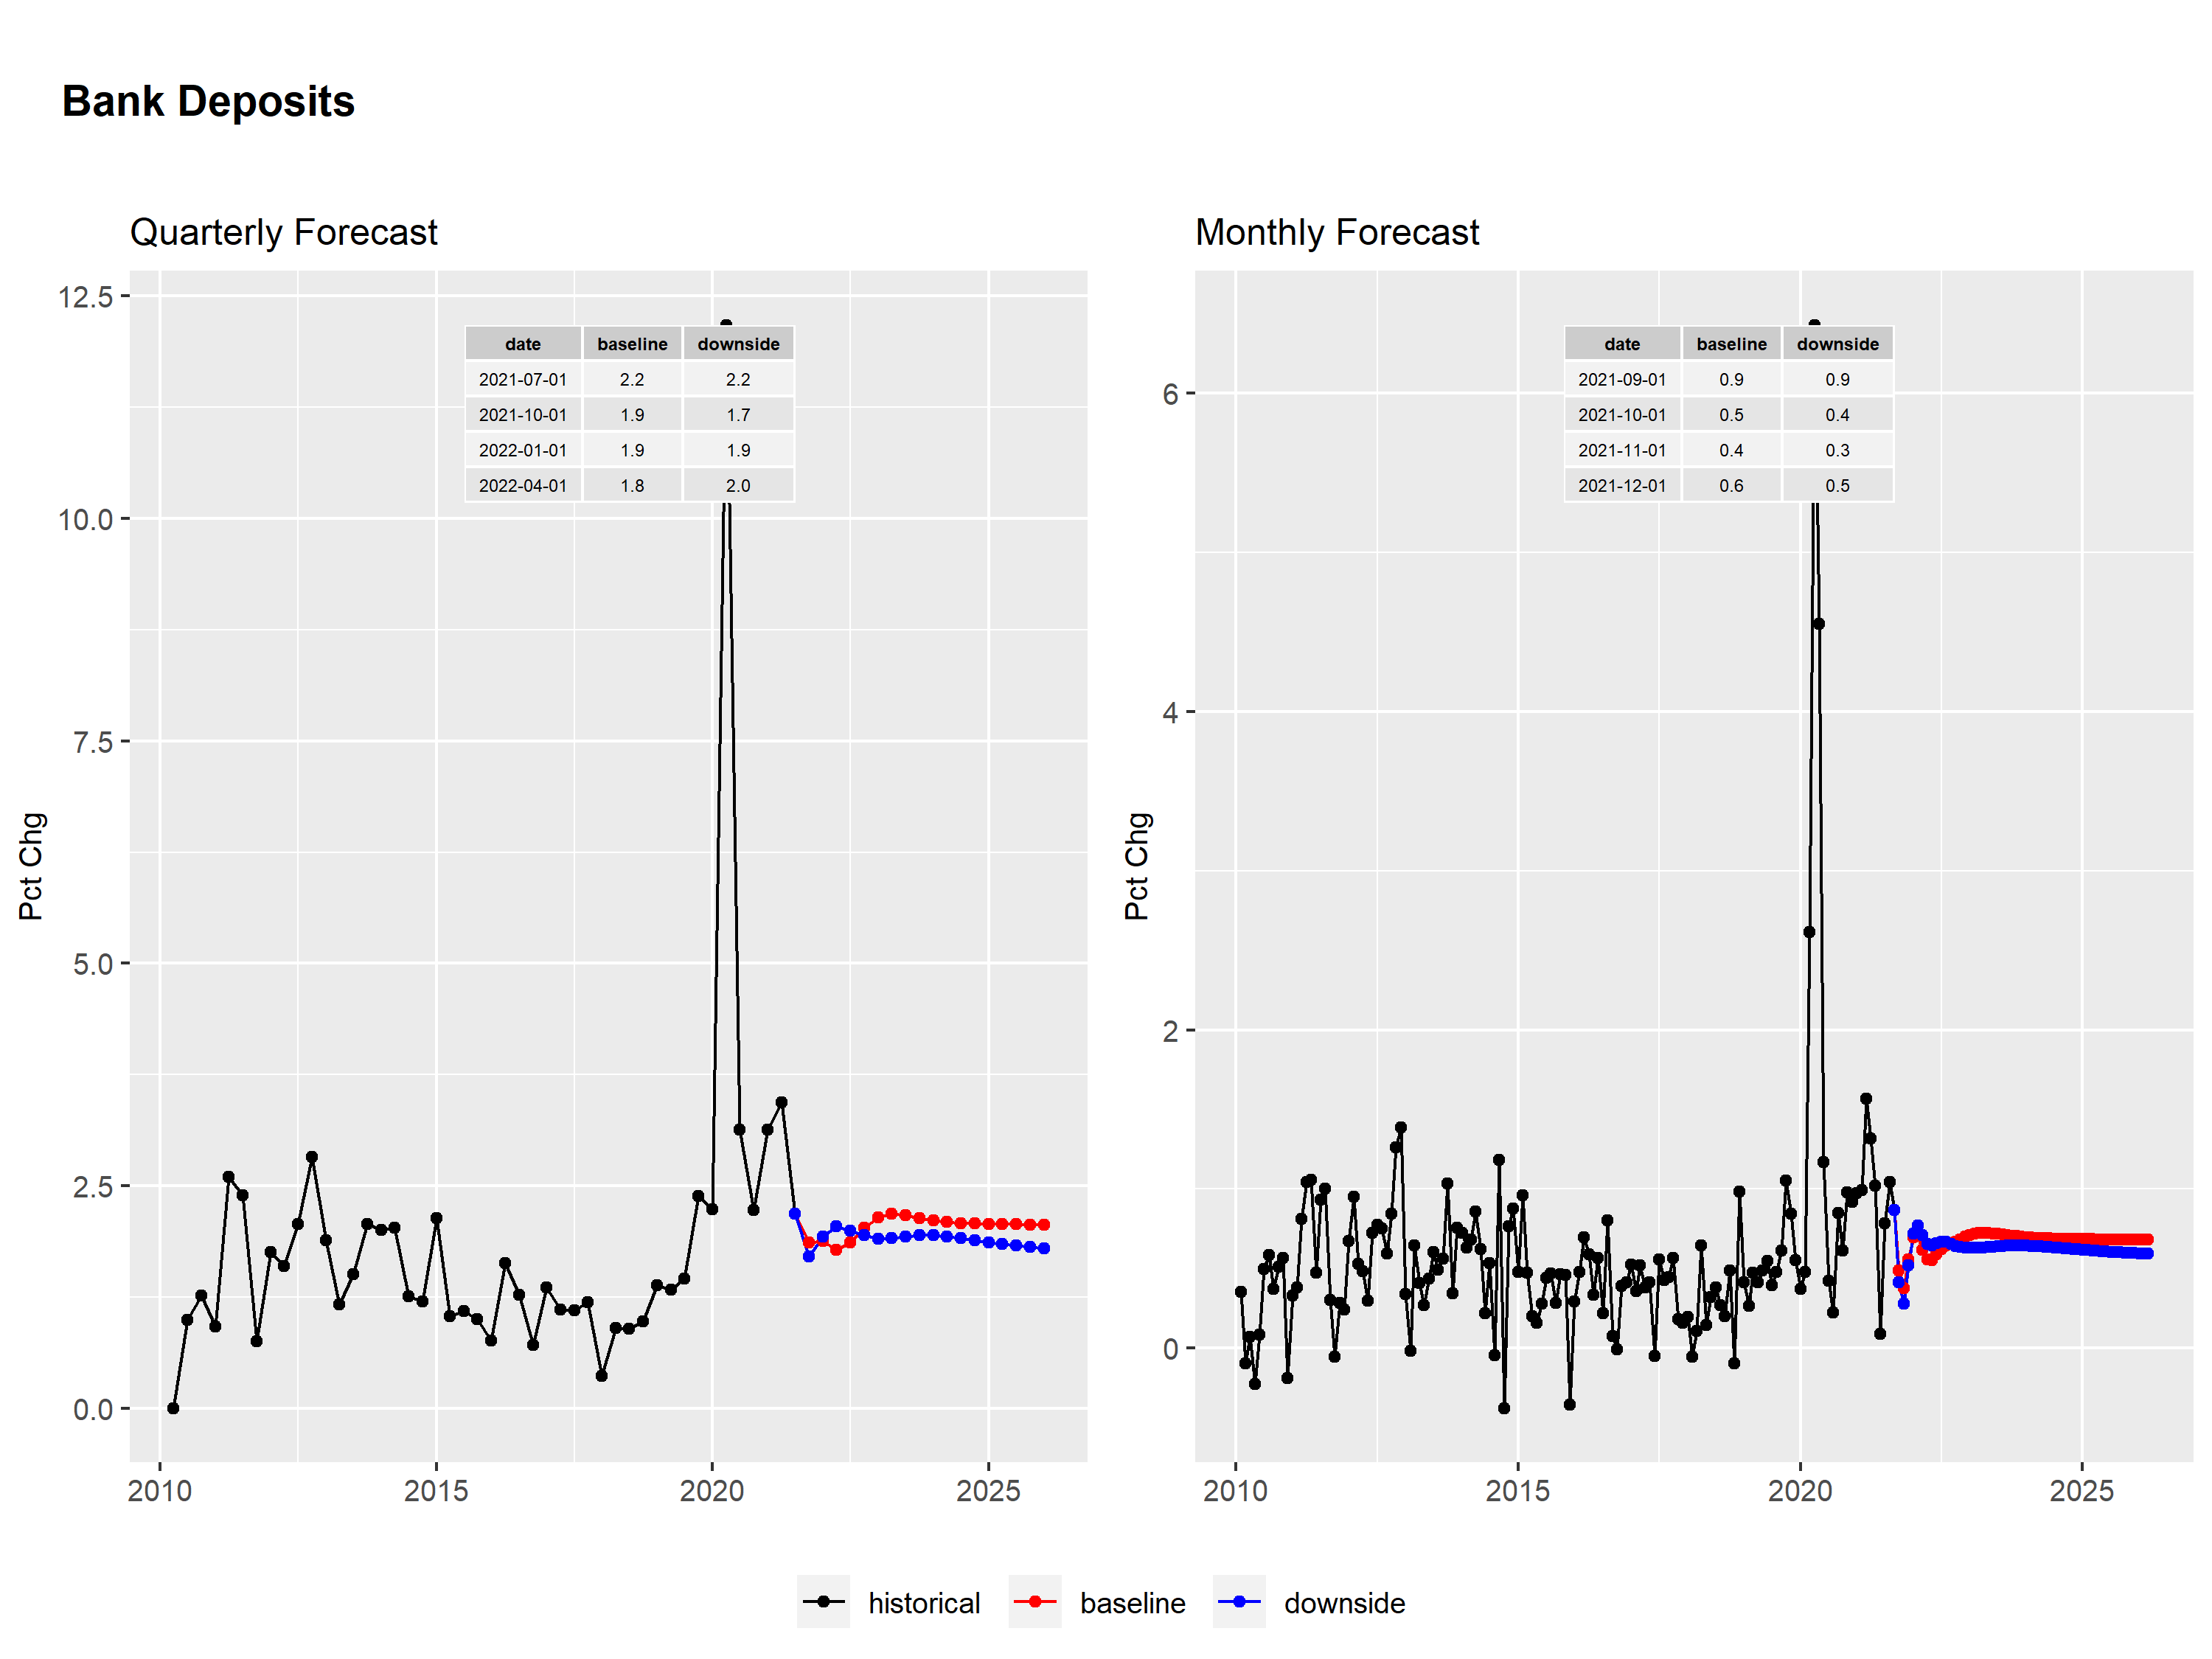 Bank Deposits
Quarterly Forecast
Pct Chg
12.5
10.0
7.5
5.0
2.5
0.0
date baseline downside
2021-07-01 2.2 2.2
2021-10-01 1.9 1.7
2022-01-01 1.9 1.9
2022-04-01 1.8 2.0
2010 2015 2020 2025
Monthly Forecast
Pct Chg
6
4
2
0
date baseline downside
2021-09-01 0.9 0.9
2021-10-01 0.5 0.4
2021-11-01 0.4 0.3
2021-12-01 0.6 0.5
2010 2015 2020 2025
historical baseline downside